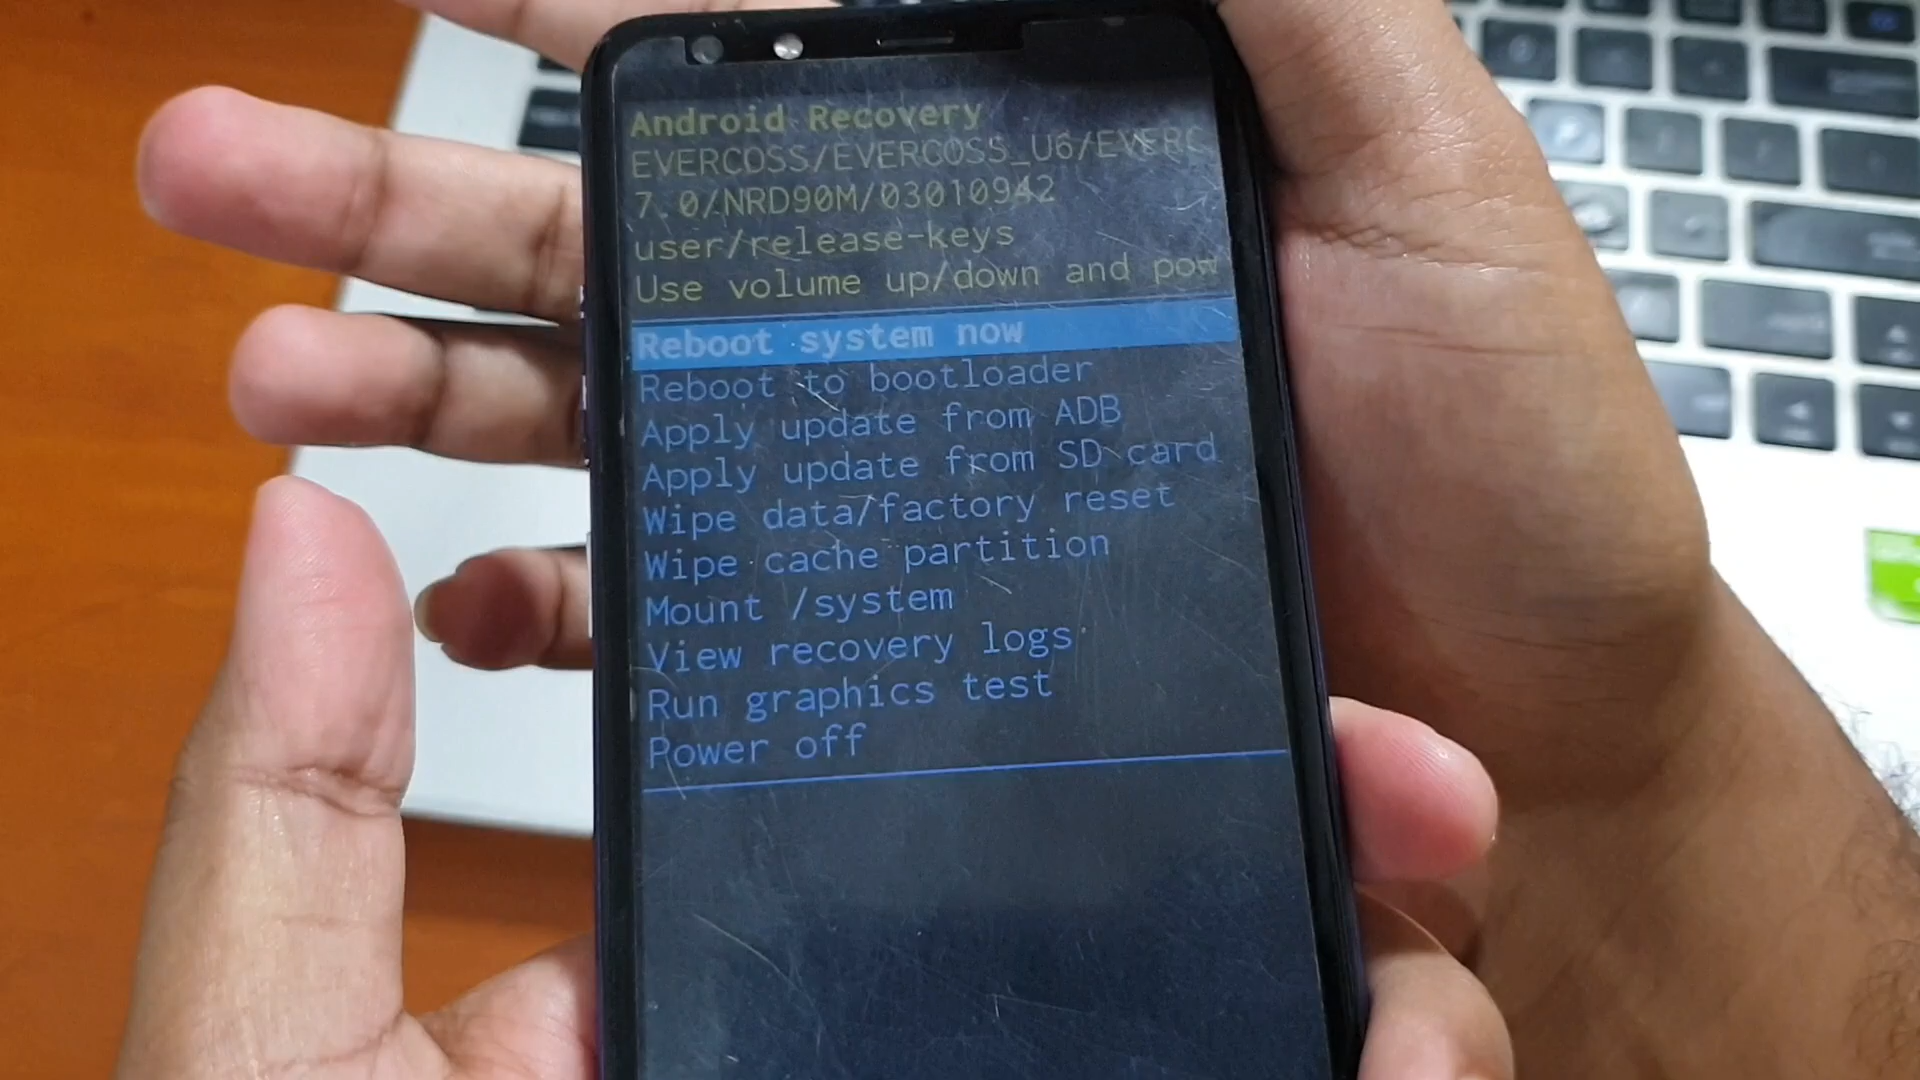 Android Recovery
EVERCOSS/EVERCOSS_U6/EVERC
7.0/NRD90M/03010942
user/release-keys
Use volume up/down and pow
Reboot system now
Reboot to bootloader
Apply update from ADB
Apply update from SD card
Wipe data/factory reset
Wipe cache partition
Mount /system
View recovery logs
Run graphics test
Power off